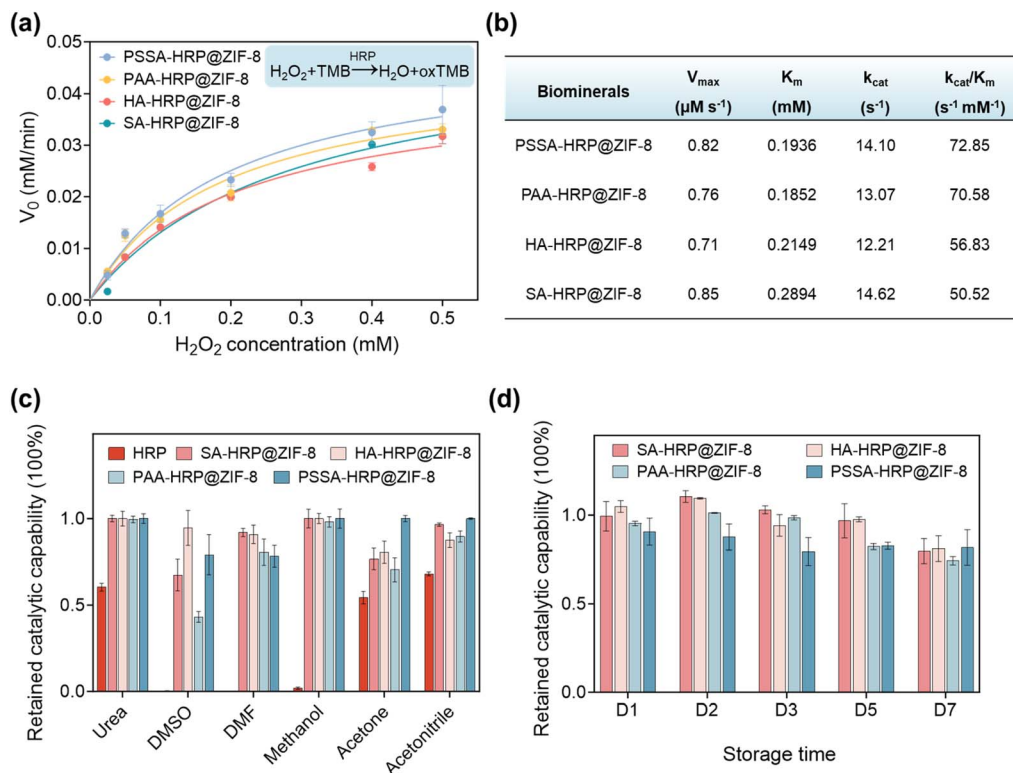 (a)
0.05
0.04
0.03
0.02
0.01
0.00
V₀ (mM/min)
PSSA-HRP@ZIF-8
PAA-HRP@ZIF-8
HA-HRP@ZIF-8
SA-HRP@ZIF-8
HRP
H₂O₂+TMB→H₂O+oxTMB
0.0 0.1 0.2 0.3 0.4 0.5
H₂O₂ concentration (mM)
(b)
Biominerals Vmax (μM s⁻¹) Km (mM) kcat (s⁻¹) kcat/Km (s⁻¹ mM⁻¹)
PSSA-HRP@ZIF-8 0.82 0.1936 14.10 72.85
PAA-HRP@ZIF-8 0.76 0.1852 13.07 70.58
HA-HRP@ZIF-8 0.71 0.2149 12.21 56.83
SA-HRP@ZIF-8 0.85 0.2894 14.62 50.52
(c)
Retained catalytic capability (100%)
1.0
0.5
0.0
HRP SA-HRP@ZIF-8 HA-HRP@ZIF-8
PAA-HRP@ZIF-8 PSSA-HRP@ZIF-8
Urea DMSO DMF Methanol Acetone Acetonitrile
(d)
Retained catalytic capability (100%)
1.0
0.5
0.0
SA-HRP@ZIF-8 HA-HRP@ZIF-8
PAA-HRP@ZIF-8 PSSA-HRP@ZIF-8
D1 D2 D3 D5 D7
Storage time